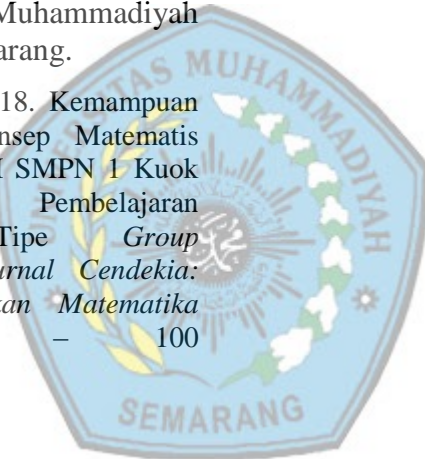 Muhammadiyah
arang.
18. Kemampuan
nsep Matematis
I SMPN 1 Kuok
Pembelajaran
Tipe Group
urnal Cendekia:
kan Matematika
– 100
UNIVERSITAS MUHAMMADIYAH
SEMARANG